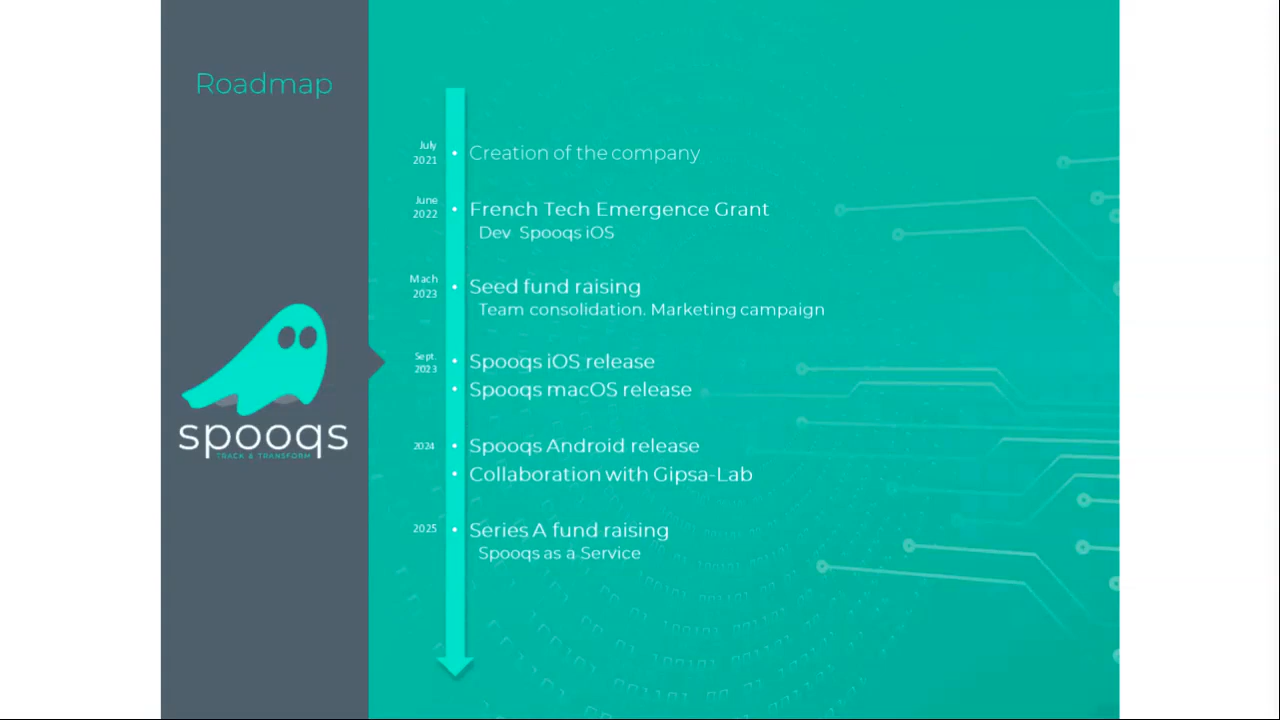 Roadmap
July
2021
Creation of the company
June
2022
French Tech Emergence Grant
Dev Spooqs iOS
Mach
2023
Seed fund raising
Team consolidation. Marketing campaign
Sept.
2023
Spooqs iOS release
Spooqs macOS release
2024
Spooqs Android release
Collaboration with Gipsa-Lab
2025
Series A fund raising
Spooqs as a Service
spooqs
TRACK & TRANSFORM